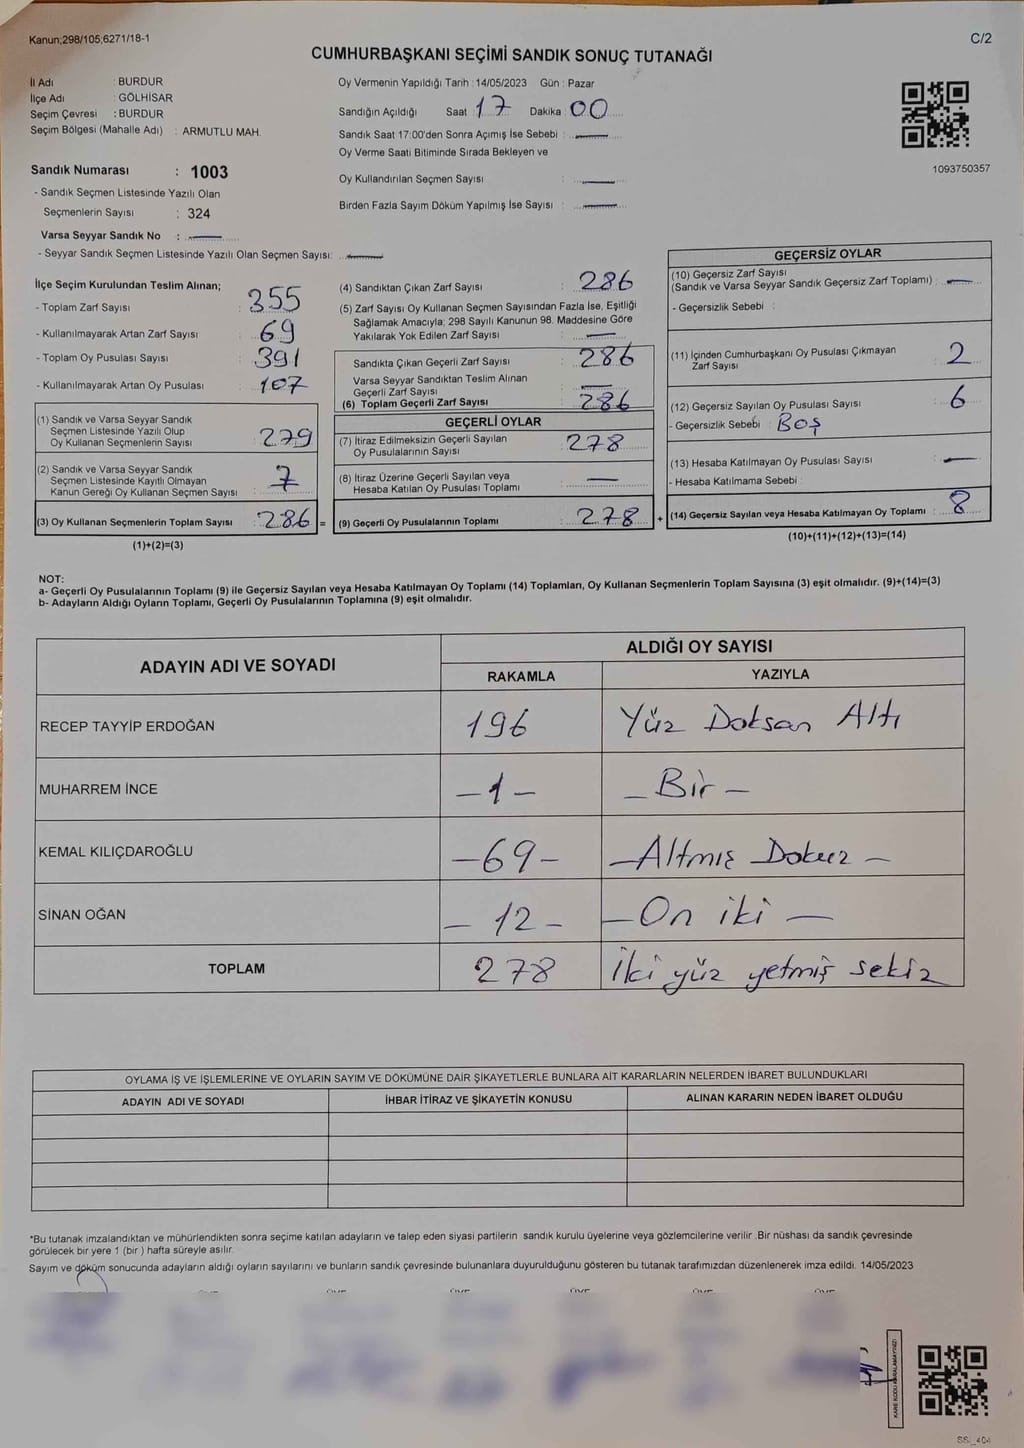 Kanun;298/105;6271/18-1
C/2
CUMHURBAŞKANI SEÇİMİ SANDIK SONUÇ TUTANAĞI
İl Adı : BURDUR
İlçe Adı : GÖLHİSAR
Seçim Çevresi : BURDUR
Seçim Bölgesi (Mahalle Adı) : ARMUTLU MAH.
Sandık Numarası : 1003
- Sandık Seçmen Listesinde Yazılı Olan
Seçmenlerin Sayısı : 324
Varsa Seyyar Sandık No :
- Seyyar Sandık Seçmen Listesinde Yazılı Olan Seçmen Sayısı:
Oy Vermenin Yapıldığı Tarih : 14/05/2023 Gün : Pazar
Sandığın Açıldığı Saat 17 Dakika 00
Sandık Saat 17:00'den Sonra Açımış İse Sebebi :
Oy Verme Saati Bitiminde Sırada Bekleyen ve
Oy Kullandırılan Seçmen Sayısı :
Birden Fazla Sayım Döküm Yapılmış İse Sayısı :
1093750357
İlçe Seçim Kurulundan Teslim Alınan;
- Toplam Zarf Sayısı : 355
- Kullanılmayarak Artan Zarf Sayısı : 69
- Toplam Oy Pusulası Sayısı : 391
- Kullanılmayarak Artan Oy Pusulası : 107
(1) Sandık ve Varsa Seyyar Sandık
Seçmen Listesinde Yazılı Olup
Oy Kullanan Seçmenlerin Sayısı : 279
(2) Sandık ve Varsa Seyyar Sandık
Seçmen Listesinde Kayıtlı Olmayan
Kanun Gereği Oy Kullanan Seçmen Sayısı : 7
(3) Oy Kullanan Seçmenlerin Toplam Sayısı : 286 =
(1)+(2)=(3)
(4) Sandıktan Çıkan Zarf Sayısı : 286
(5) Zarf Sayısı Oy Kullanan Seçmen Sayısından Fazla İse, Eşitliği
Sağlamak Amacıyla; 298 Sayılı Kanunun 98. Maddesine Göre
Yakılarak Yok Edilen Zarf Sayısı :
Sandıkta Çıkan Geçerli Zarf Sayısı : 286
Varsa Seyyar Sandıktan Teslim Alınan
Geçerli Zarf Sayısı :
(6) Toplam Geçerli Zarf Sayısı : 286
GEÇERLİ OYLAR
(7) İtiraz Edilmeksizin Geçerli Sayılan
Oy Pusulalarının Sayısı : 278
(8) İtiraz Üzerine Geçerli Sayılan veya
Hesaba Katılan Oy Pusulası Toplamı :
(9) Geçerli Oy Pusulalarının Toplamı : 278 +
GEÇERSİZ OYLAR
(10) Geçersiz Zarf Sayısı
(Sandık ve Varsa Seyyar Sandık Geçersiz Zarf Toplamı) :
- Geçersizlik Sebebi :
(11) İçinden Cumhurbaşkanı Oy Pusulası Çıkmayan
Zarf Sayısı : 2
(12) Geçersiz Sayılan Oy Pusulası Sayısı : 6
- Geçersizlik Sebebi : BOŞ
(13) Hesaba Katılmayan Oy Pusulası Sayısı :
- Hesaba Katılmama Sebebi :
(14) Geçersiz Sayılan veya Hesaba Katılmayan Oy Toplamı : 8
(10)+(11)+(12)+(13)=(14)
NOT:
a- Geçerli Oy Pusulalarının Toplamı (9) ile Geçersiz Sayılan veya Hesaba Katılmayan Oy Toplamı (14) Toplamları, Oy Kullanan Seçmenlerin Toplam Sayısına (3) eşit olmalıdır. (9)+(14)=(3)
b- Adayların Aldığı Oyların Toplamı, Geçerli Oy Pusulalarının Toplamına (9) eşit olmalıdır.
ADAYIN ADI VE SOYADI
ALDIĞI OY SAYISI
RAKAMLA YAZIYLA
RECEP TAYYİP ERDOĞAN 196 Yüz Doksan Altı
MUHARREM İNCE -1- -Bir-
KEMAL KILIÇDAROĞLU -69- -Altmış Dokuz-
SİNAN OĞAN -12- -On iki-
TOPLAM 278 İki yüz yetmiş sekiz
OYLAMA İŞ VE İŞLEMLERİNE VE OYLARIN SAYIM VE DÖKÜMÜNE DAİR ŞİKAYETLERLE BUNLARA AİT KARARLARIN NELERDEN İBARET BULUNDUKLARI
ADAYIN ADI VE SOYADI İHBAR İTİRAZ VE ŞİKAYETİN KONUSU ALINAN KARARIN NEDEN İBARET OLDUĞU
*Bu tutanak imzalandıktan ve mühürlendikten sonra seçime katılan adayların ve talep eden siyasi partilerin sandık kurulu üyelerine veya gözlemcilerine verilir .Bir nüshası da sandık çevresinde
görülecek bir yere 1 (bir ) hafta süreyle asılır.
Sayım ve döküm sonucunda adayların aldığı oyların sayılarını ve bunların sandık çevresinde bulunanlara duyurulduğunu gösteren bu tutanak tarafımızdan düzenlenerek imza edildi. 14/05/2023
KARE KODU KARALAMAYINIZ!